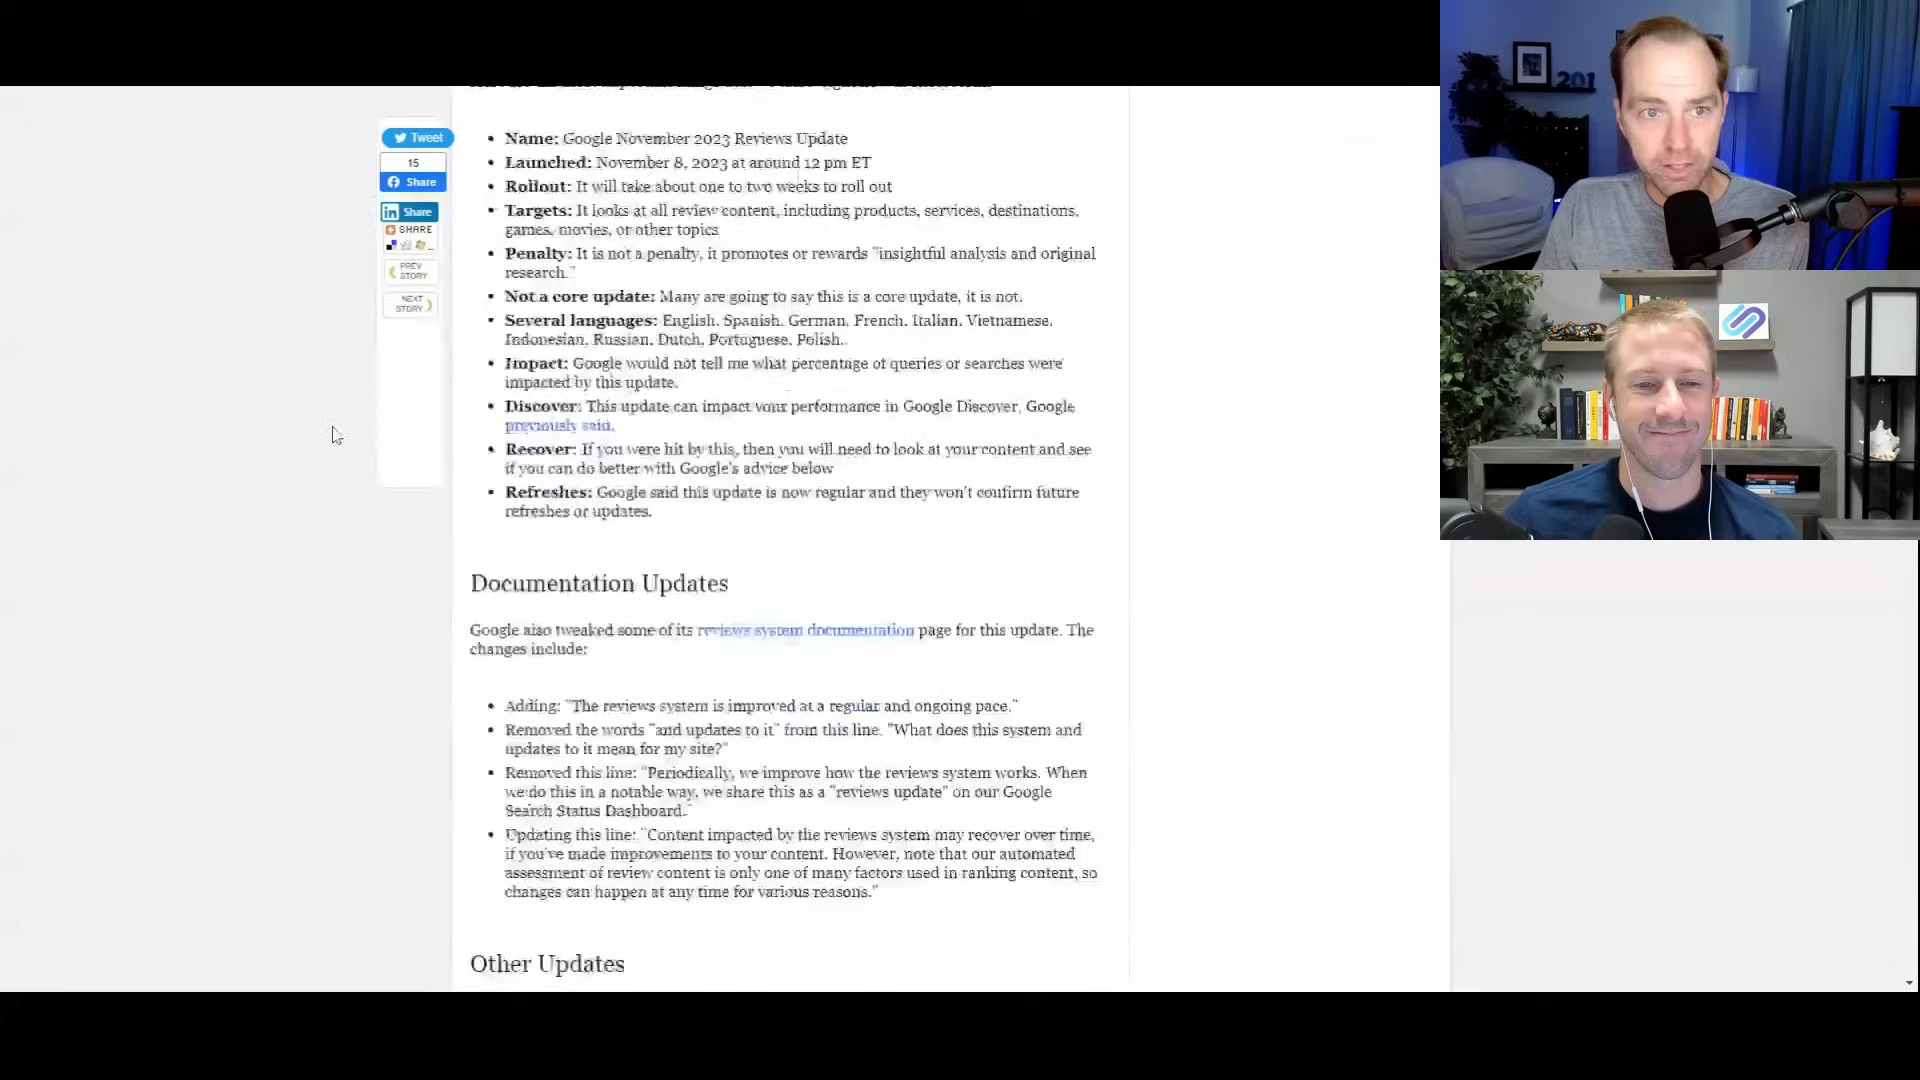 Tweet
15
Share
Share
SHARE
PREV
STORY
NEXT
STORY
• Name: Google November 2023 Reviews Update
• Launched: November 8, 2023 at around 12 pm ET
• Rollout: It will take about one to two weeks to roll out
• Targets: It looks at all review content, including products, services, destinations,
games, movies, or other topics
• Penalty: It is not a penalty, it promotes or rewards "insightful analysis and original
research."
• Not a core update: Many are going to say this is a core update, it is not.
• Several languages: English, Spanish, German, French, Italian, Vietnamese,
Indonesian, Russian, Dutch, Portuguese, Polish.
• Impact: Google would not tell me what percentage of queries or searches were
impacted by this update.
• Discover: This update can impact your performance in Google Discover, Google
previously said.
• Recover: If you were hit by this, then you will need to look at your content and see
if you can do better with Google's advice below
• Refreshes: Google said this update is now regular and they won't confirm future
refreshes or updates.
Documentation Updates
Google also tweaked some of its reviews system documentation page for this update. The
changes include:
• Adding: "The reviews system is improved at a regular and ongoing pace."
• Removed the words "and updates to it" from this line. "What does this system and
updates to it mean for my site?"
• Removed this line: "Periodically, we improve how the reviews system works. When
we do this in a notable way, we share this as a "reviews update" on our Google
Search Status Dashboard."
• Updating this line: "Content impacted by the reviews system may recover over time,
if you've made improvements to your content. However, note that our automated
assessment of review content is only one of many factors used in ranking content, so
changes can happen at any time for various reasons."
Other Updates
201